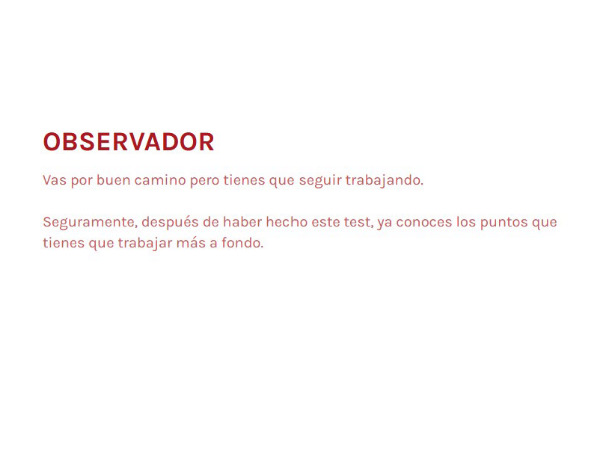 OBSERVADOR
Vas por buen camino pero tienes que seguir trabajando.
Seguramente, después de haber hecho este test, ya conoces los puntos que
tienes que trabajar más a fondo.